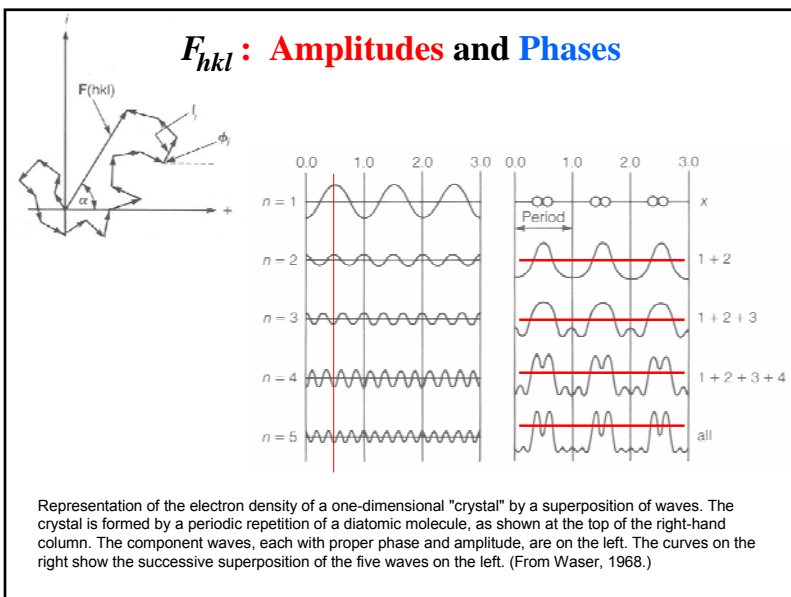 F_hkl : Amplitudes and Phases
i
F(hkl)
f_j
ϕ_j
α
+
0.0 1.0 2.0 3.0
0.0 1.0 2.0 3.0
n = 1
x
Period
n = 2
1 + 2
n = 3
1 + 2 + 3
n = 4
1 + 2 + 3 + 4
n = 5
all
Representation of the electron density of a one-dimensional "crystal" by a superposition of waves. The
crystal is formed by a periodic repetition of a diatomic molecule, as shown at the top of the right-hand
column. The component waves, each with proper phase and amplitude, are on the left. The curves on the
right show the successive superposition of the five waves on the left. (From Waser, 1968.)